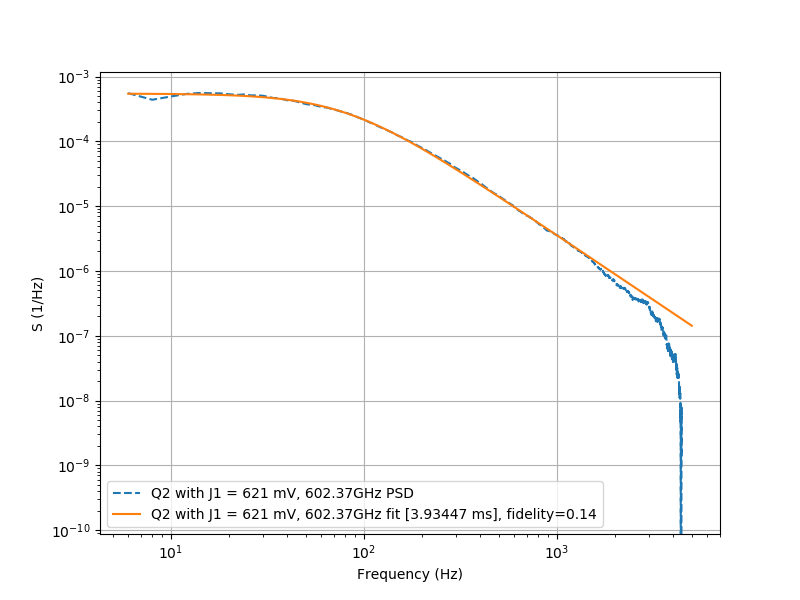 10⁻³
10⁻⁴
10⁻⁵
10⁻⁶
10⁻⁷
10⁻⁸
10⁻⁹
10⁻¹⁰
S (1/Hz)
Q2 with J1 = 621 mV, 602.37GHz PSD
Q2 with J1 = 621 mV, 602.37GHz fit [3.93447 ms], fidelity=0.14
10¹ 10² 10³
Frequency (Hz)